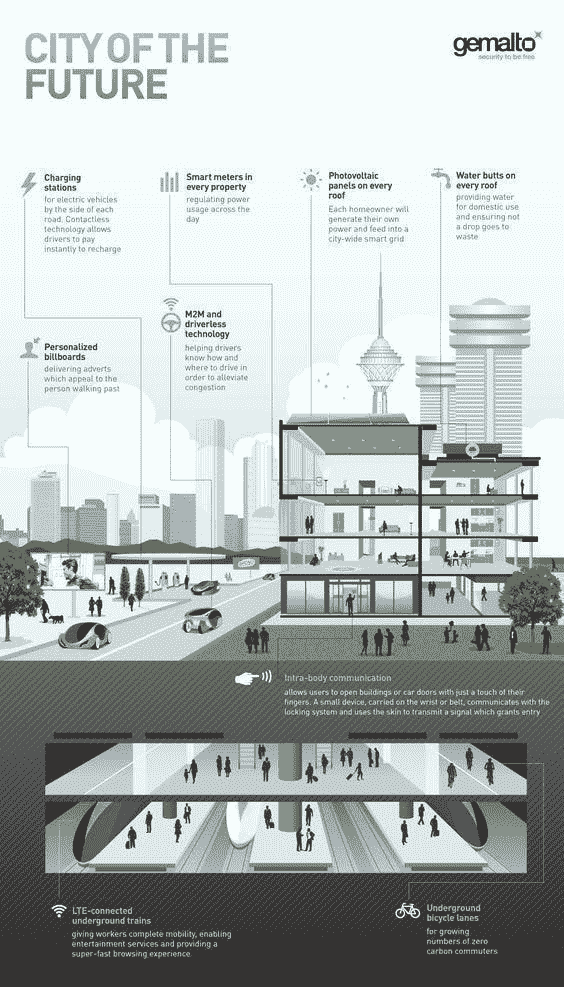 CITY OF THE
FUTURE
gemalto
security to be free
Charging
stations
for electric vehicles
by the side of each
road. Contactless
technology allows
drivers to pay
instantly to recharge
Smart meters in
every property
regulating power
usage across the
day
Photovoltaic
panels on every
roof
Each homeowner will
generate their own
power and feed into a
city-wide smart grid
Water butts on
every roof
providing water
for domestic use
and ensuring not
a drop goes to
waste
M2M and
driverless
technology
helping drivers
know how and
where to drive in
order to alleviate
congestion
Personalized
billboards
delivering adverts
which appeal to the
person walking past
Intra-body communication
allows users to open buildings or car doors with just a touch of their
fingers. A small device, carried on the wrist or belt, communicates with the
locking system and uses the skin to transmit a signal which grants entry
LTE-connected
underground trains
giving workers complete mobility, enabling
entertainment services and providing a
super-fast browsing experience
Underground
bicycle lanes
for growing
numbers of zero
carbon commuters